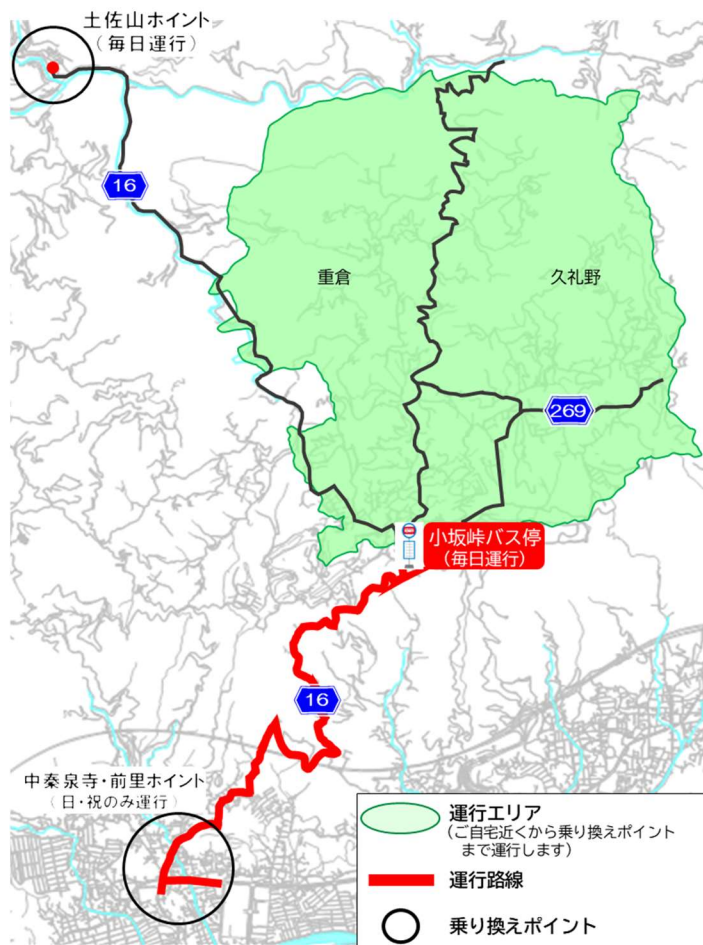 土佐山ポイント
(毎日運行)
16
重倉
久礼野
269
小坂峠バス停
(毎日運行)
16
中秦泉寺・前里ポイント
(日・祝のみ運行)
運行エリア
(ご自宅近くから乗り換えポイント
まで運行します)
運行路線
乗り換えポイント